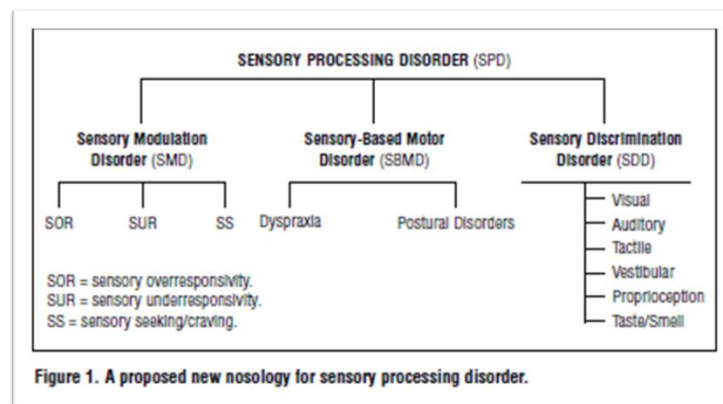 SENSORY PROCESSING DISORDER (SPD)
Sensory Modulation
Disorder (SMD)
Sensory-Based Motor
Disorder (SBMD)
Sensory Discrimination
Disorder (SDD)
SOR SUR SS
Dyspraxia Postural Disorders
Visual
Auditory
Tactile
Vestibular
Proprioception
Taste/Smell
SOR = sensory overresponsivity.
SUR = sensory underresponsivity.
SS = sensory seeking/craving.
Figure 1. A proposed new nosology for sensory processing disorder.